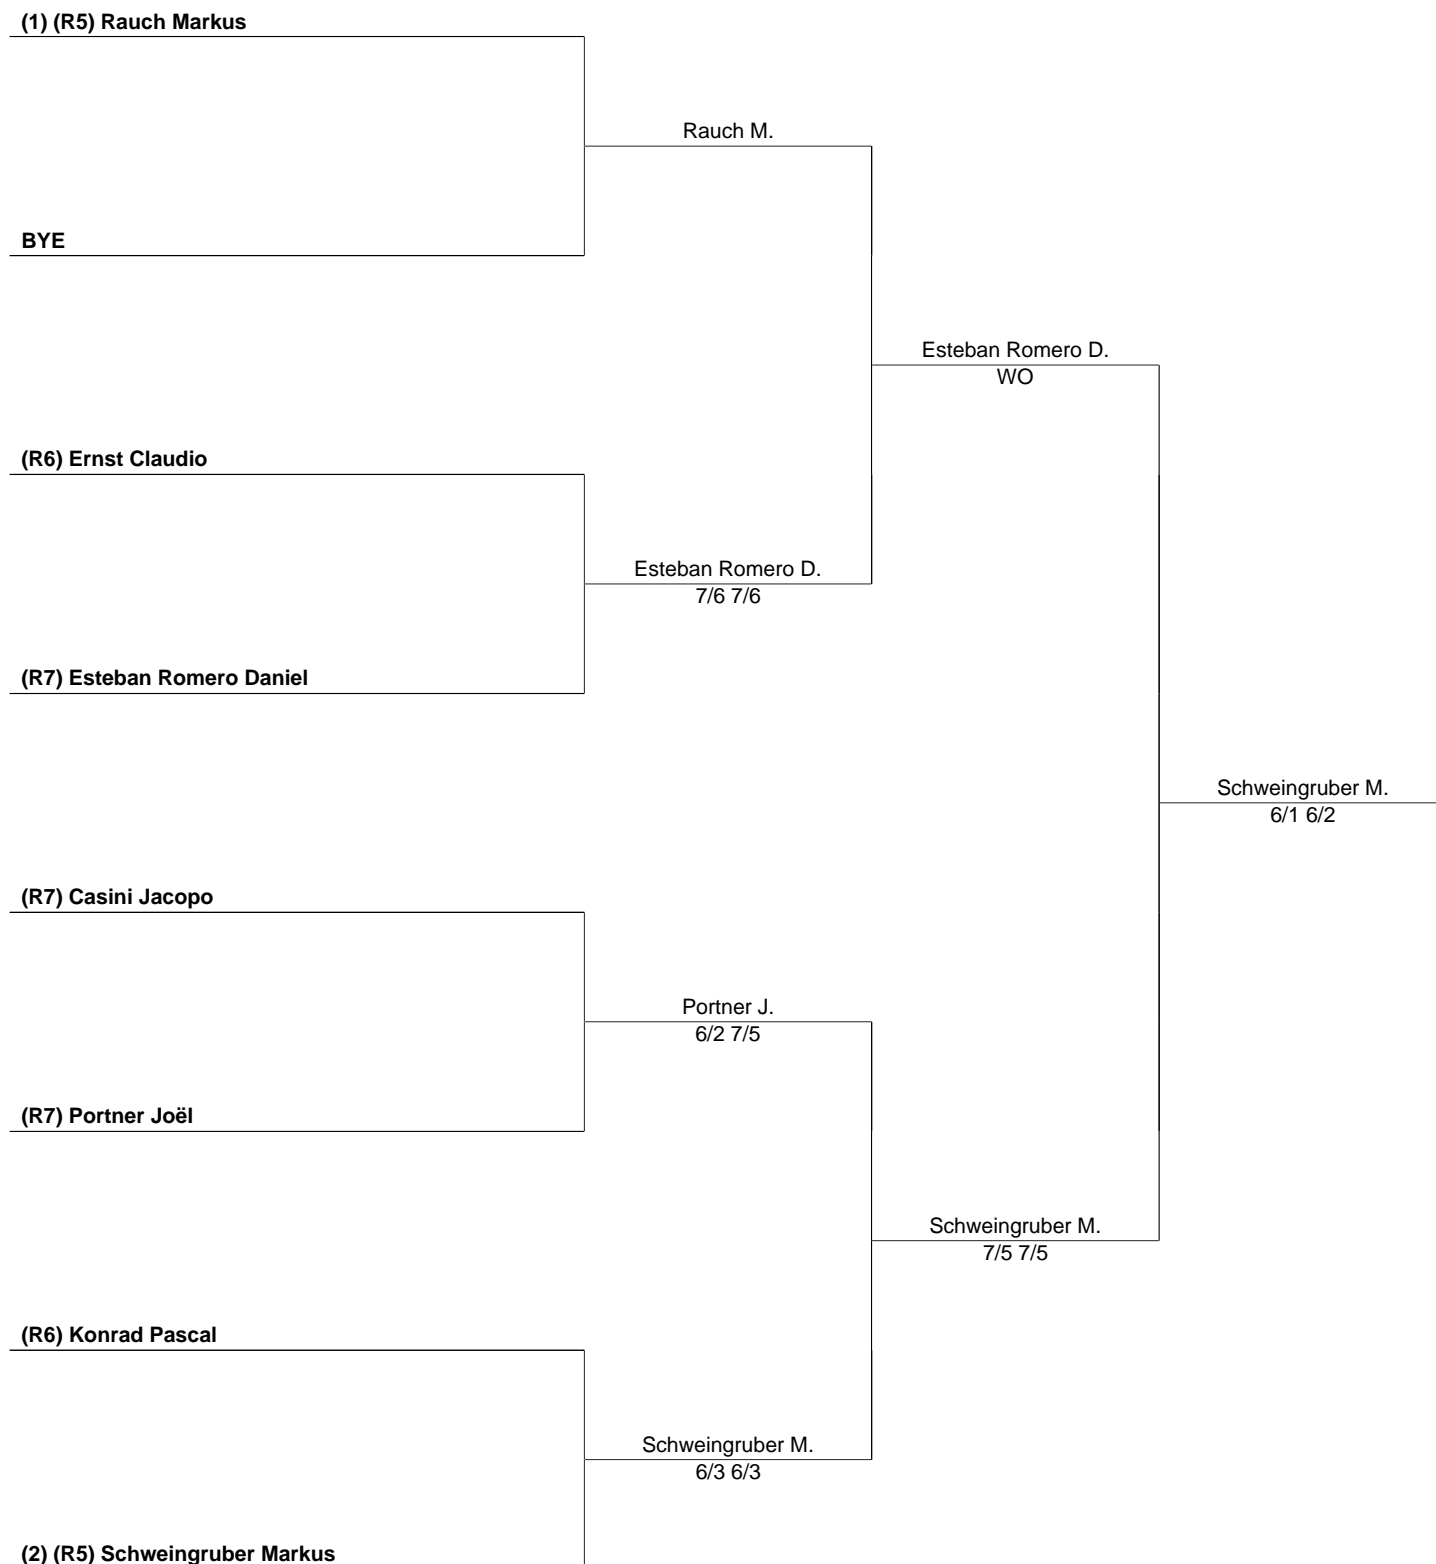 (1) (R5) Rauch Markus
Rauch M.
BYE
Esteban Romero D.
WO
(R6) Ernst Claudio
Esteban Romero D.
7/6 7/6
(R7) Esteban Romero Daniel
Schweingruber M.
6/1 6/2
(R7) Casini Jacopo
Portner J.
6/2 7/5
(R7) Portner Joël
Schweingruber M.
7/5 7/5
(R6) Konrad Pascal
Schweingruber M.
6/3 6/3
(2) (R5) Schweingruber Markus